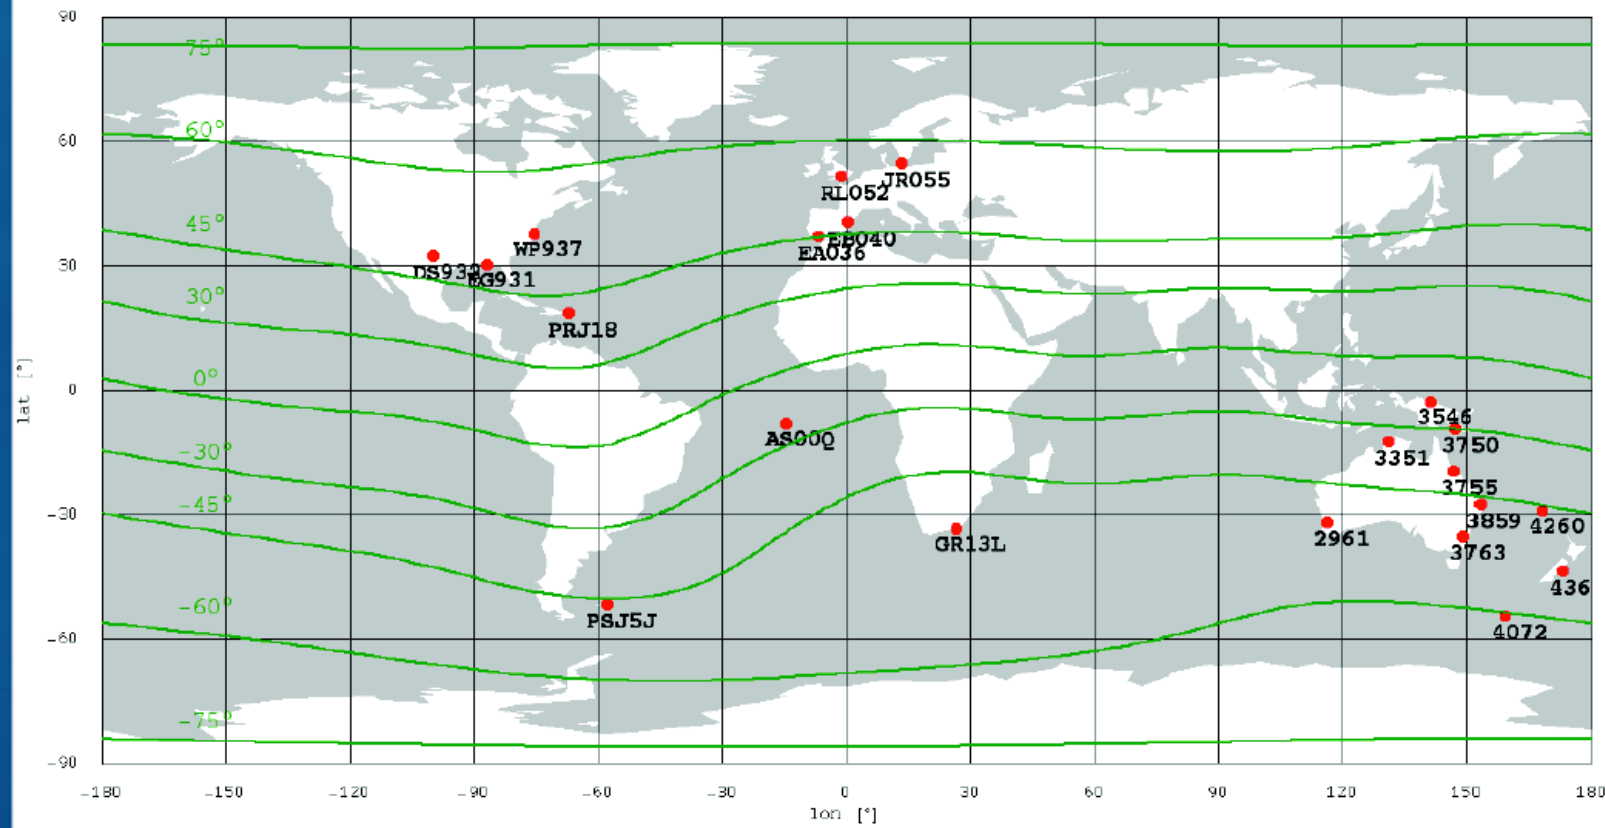 90
75°
60°
60
JR055
RL052
45°
WP937
EB040
EA036
30
DS932
EG931
30°
PRJ18
lat [°]
0°
0
3546
AS00Q
3750
-30°
3351
3755
-45°
-30
3859
4260
2961
GR13L
3763
436
-60°
PSJ5J
4072
-60
-75°
-90
-180 -150 -120 -90 -60 -30 0 30 60 90 120 150 180
lon [°]